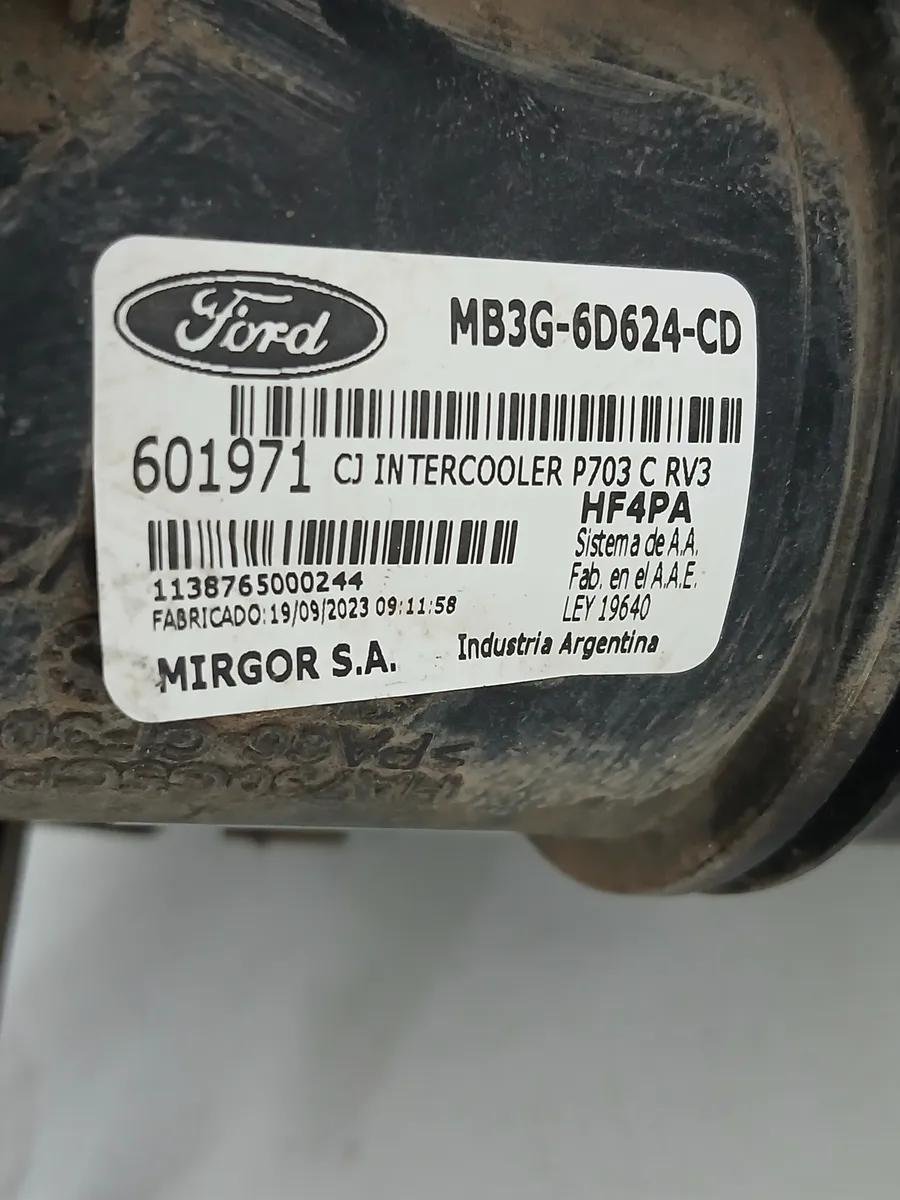 Ford
MB3G-6D624-CD
601971 CJ INTERCOOLER P703 C RV3
HF4PA
Sistema de A.A.
Fab. en el A.A.E.
LEY 19640
1138765000244
FABRICADO: 19/09/2023 09:11:58
MIRGOR S.A.
Industria Argentina